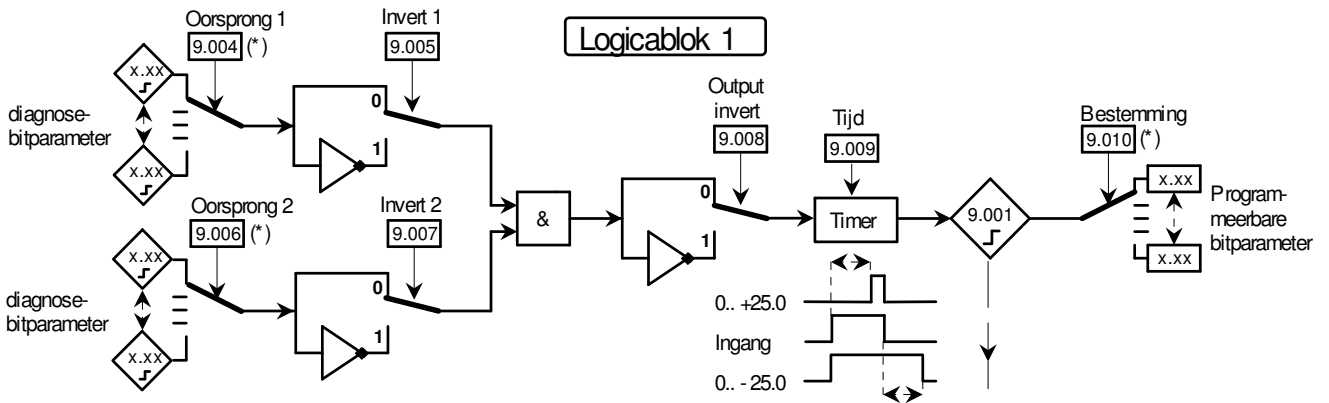 Logicablok 1
Oorsprong 1
9.004 (*)
Invert 1
9.005
x.xx
diagnose-
bitparameter
x.xx
0
1
Oorsprong 2
9.006 (*)
Invert 2
9.007
x.xx
diagnose-
bitparameter
x.xx
0
1
&
Output
invert
9.008
0
1
Tijd
9.009
Timer
9.001
Bestemming
9.010 (*)
x.xx
Program-
meerbare
bitparameter
x.xx
0.. +25.0
Ingang
0.. - 25.0